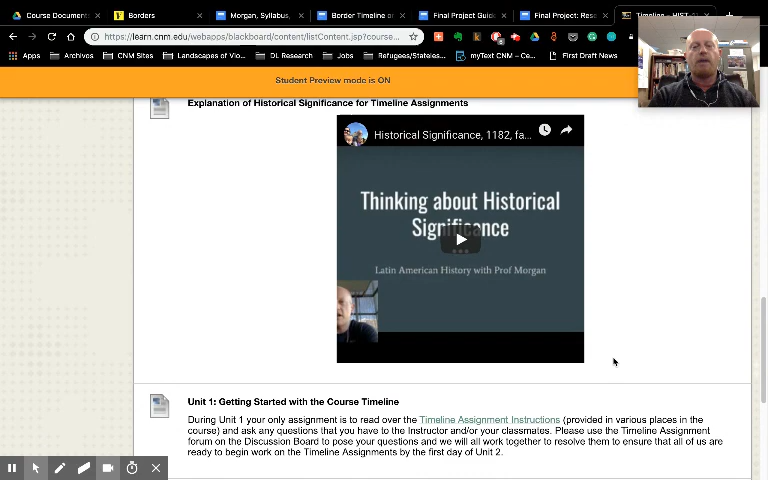 Course Document:
Borders
Morgan, Syllabus,
Border Timeline or
Final Project Guide
Final Project: Rese
Timeline – HIST-
https://learn.cnm.edu/webapps/blackboard/content/listContent.jsp?course...
Apps
Archivos
CNM Sites
Landscapes of Vio...
DL Research
Jobs
Refugees/Stateles...
myText CNM – Ce...
First Draft News
Student Preview mode is ON
Explanation of Historical Significance for Timeline Assignments
Historical Significance, 1182, fa...
Thinking about Historical
Significance
Latin American History with Prof Morgan
Unit 1: Getting Started with the Course Timeline
During Unit 1 your only assignment is to read over the Timeline Assignment Instructions (provided in various places in the
course) and ask any questions that you have to the Instructor and/or your classmates. Please use the Timeline Assignment
forum on the Discussion Board to pose your questions and we will all work together to resolve them to ensure that all of us are
ready to begin work on the Timeline Assignments by the first day of Unit 2.